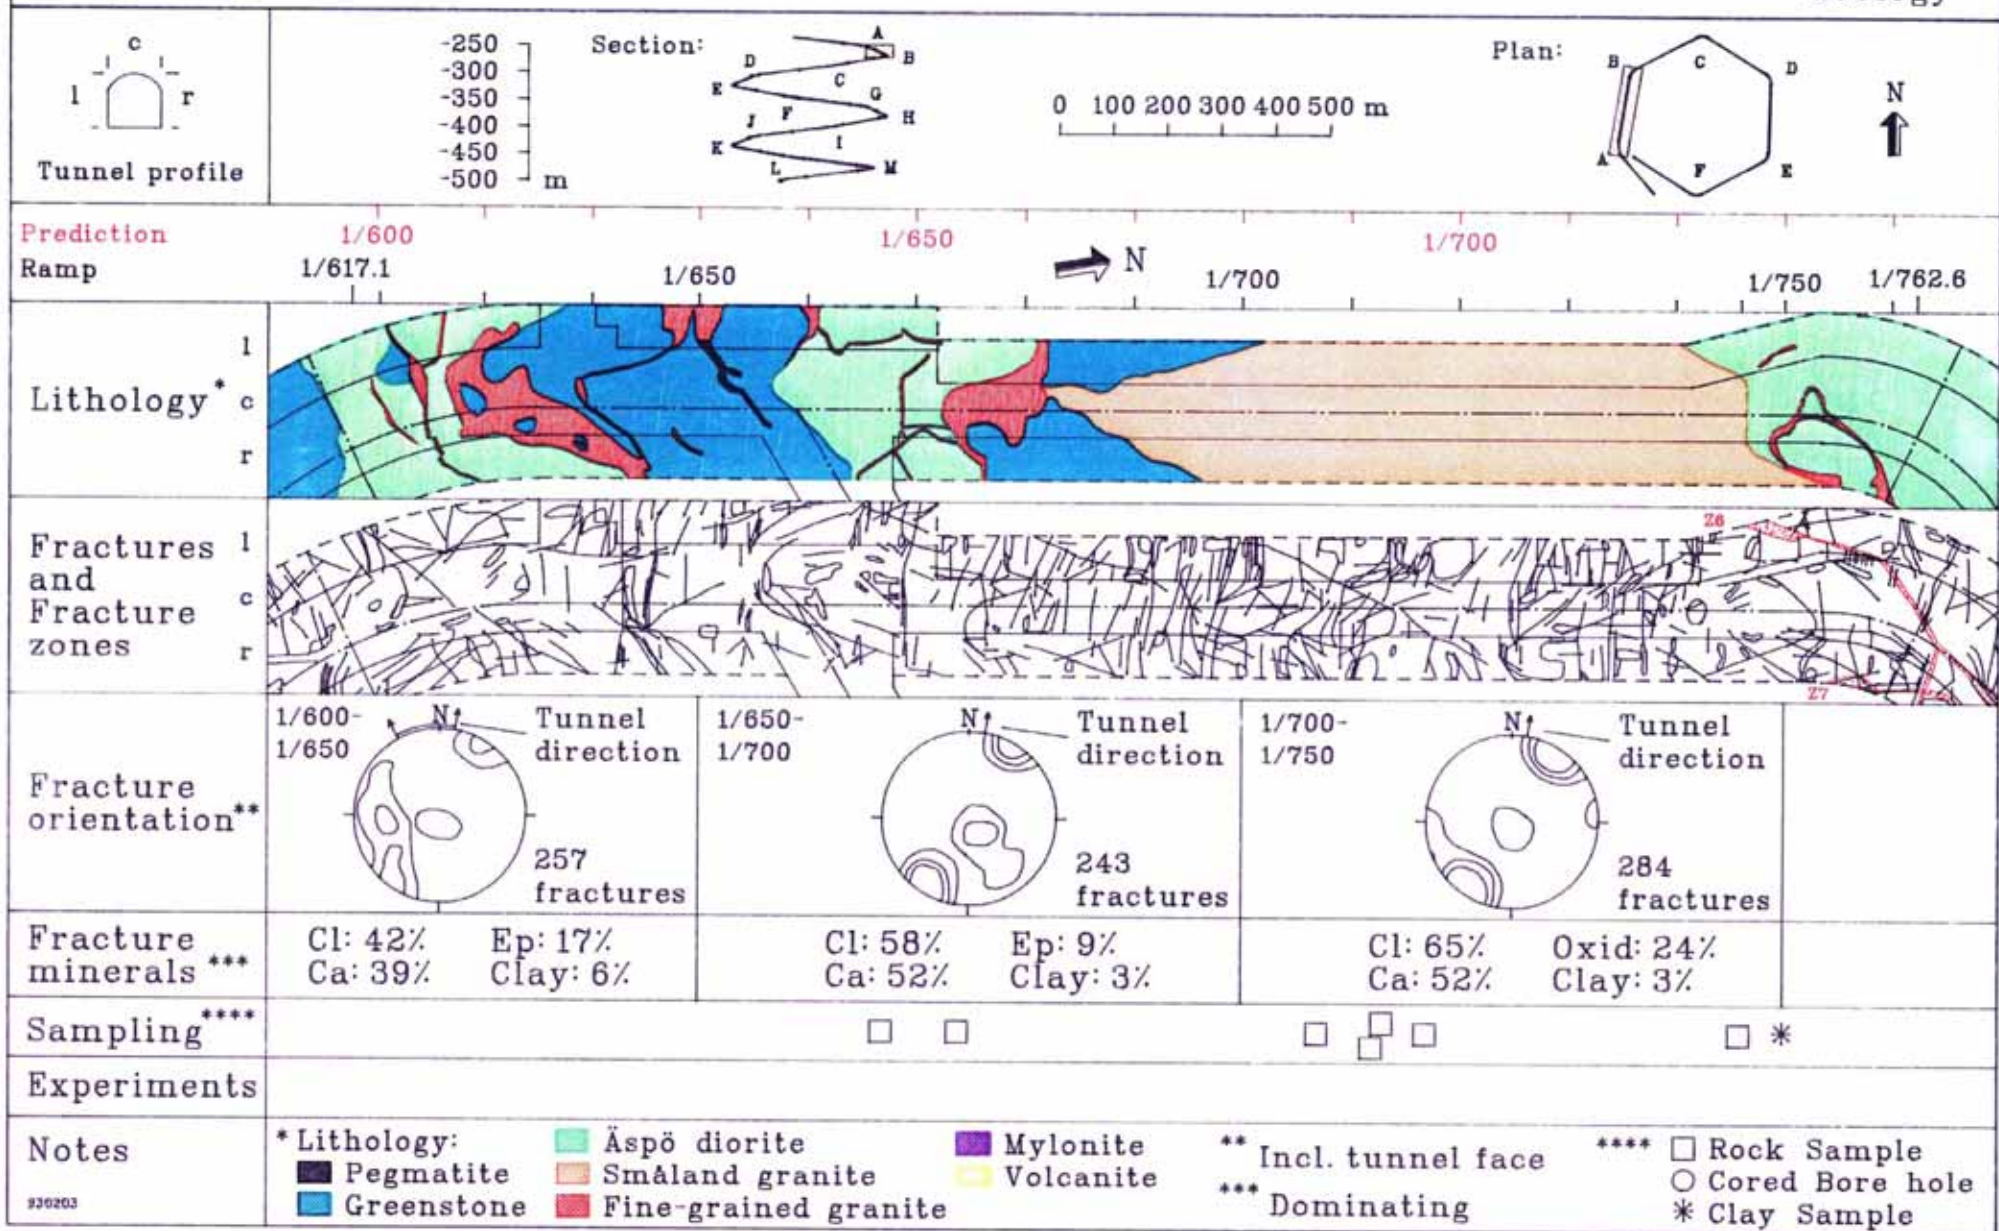 c
l r
Tunnel profile
-250
-300
-350
-400
-450
-500 m
Section:
A
B
D
C
E
G
F
H
J
I
K
L
M
0 100 200 300 400 500 m
Plan:
B C D
A F E
N
Prediction 1/600 1/650 1/700
Ramp 1/617.1 1/650 N 1/700 1/750 1/762.6
Lithology*
l
c
r
Fractures
and
Fracture
zones
l
c
r
Z6
Z7
Fracture
orientation**
1/600-
1/650
N
Tunnel
direction
257
fractures
1/650-
1/700
N
Tunnel
direction
243
fractures
1/700-
1/750
N
Tunnel
direction
284
fractures
Fracture
minerals ***
Cl: 42% Ep: 17%
Ca: 39% Clay: 6%
Cl: 58% Ep: 9%
Ca: 52% Clay: 3%
Cl: 65% Oxid: 24%
Ca: 52% Clay: 3%
Sampling****
Experiments
Notes
930203
* Lithology:
Pegmatite
Greenstone
Äspö diorite
Småland granite
Fine-grained granite
Mylonite
Volcanite
** Incl. tunnel face
*** Dominating
**** Rock Sample
Cored Bore hole
Clay Sample